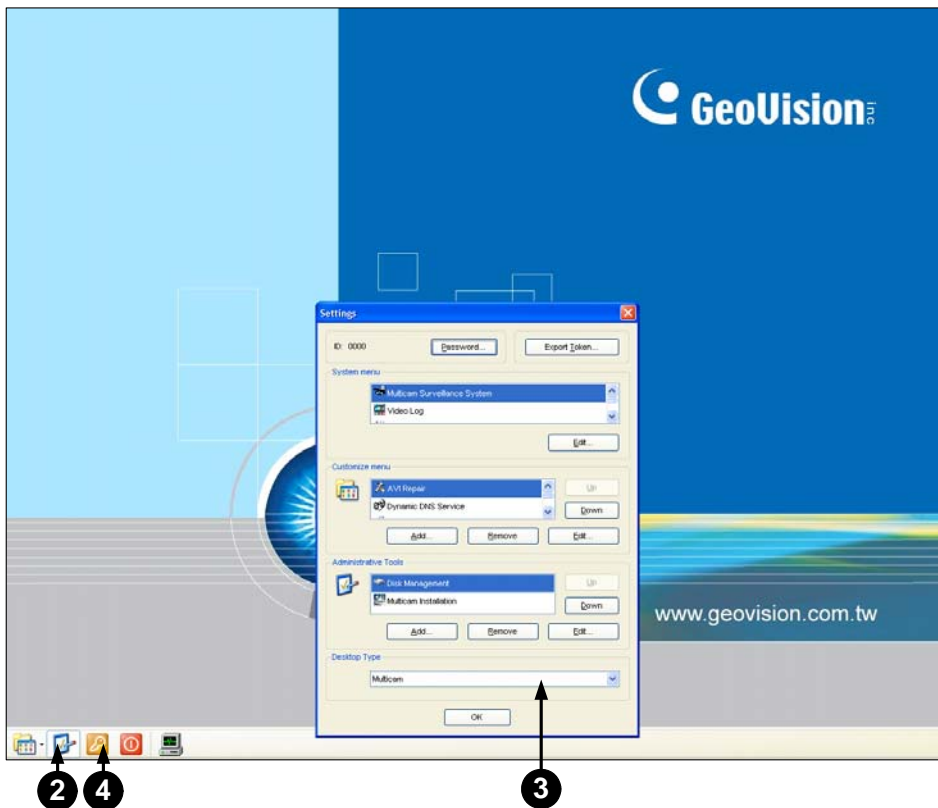 GeoVision inc
Settings
ID: 0000
Password...
Export Token...
System menu
Multicam Surveillance System
Video Log
Edit...
Customize menu
AVI Repair
Dynamic DNS Service
Up
Down
Add...
Remove
Edit...
Administrative Tools
Disk Management
Multicam Installation
Up
Down
Add...
Remove
Edit...
www.geovision.com.tw
Desktop Type
Multicam
OK
2
4
3